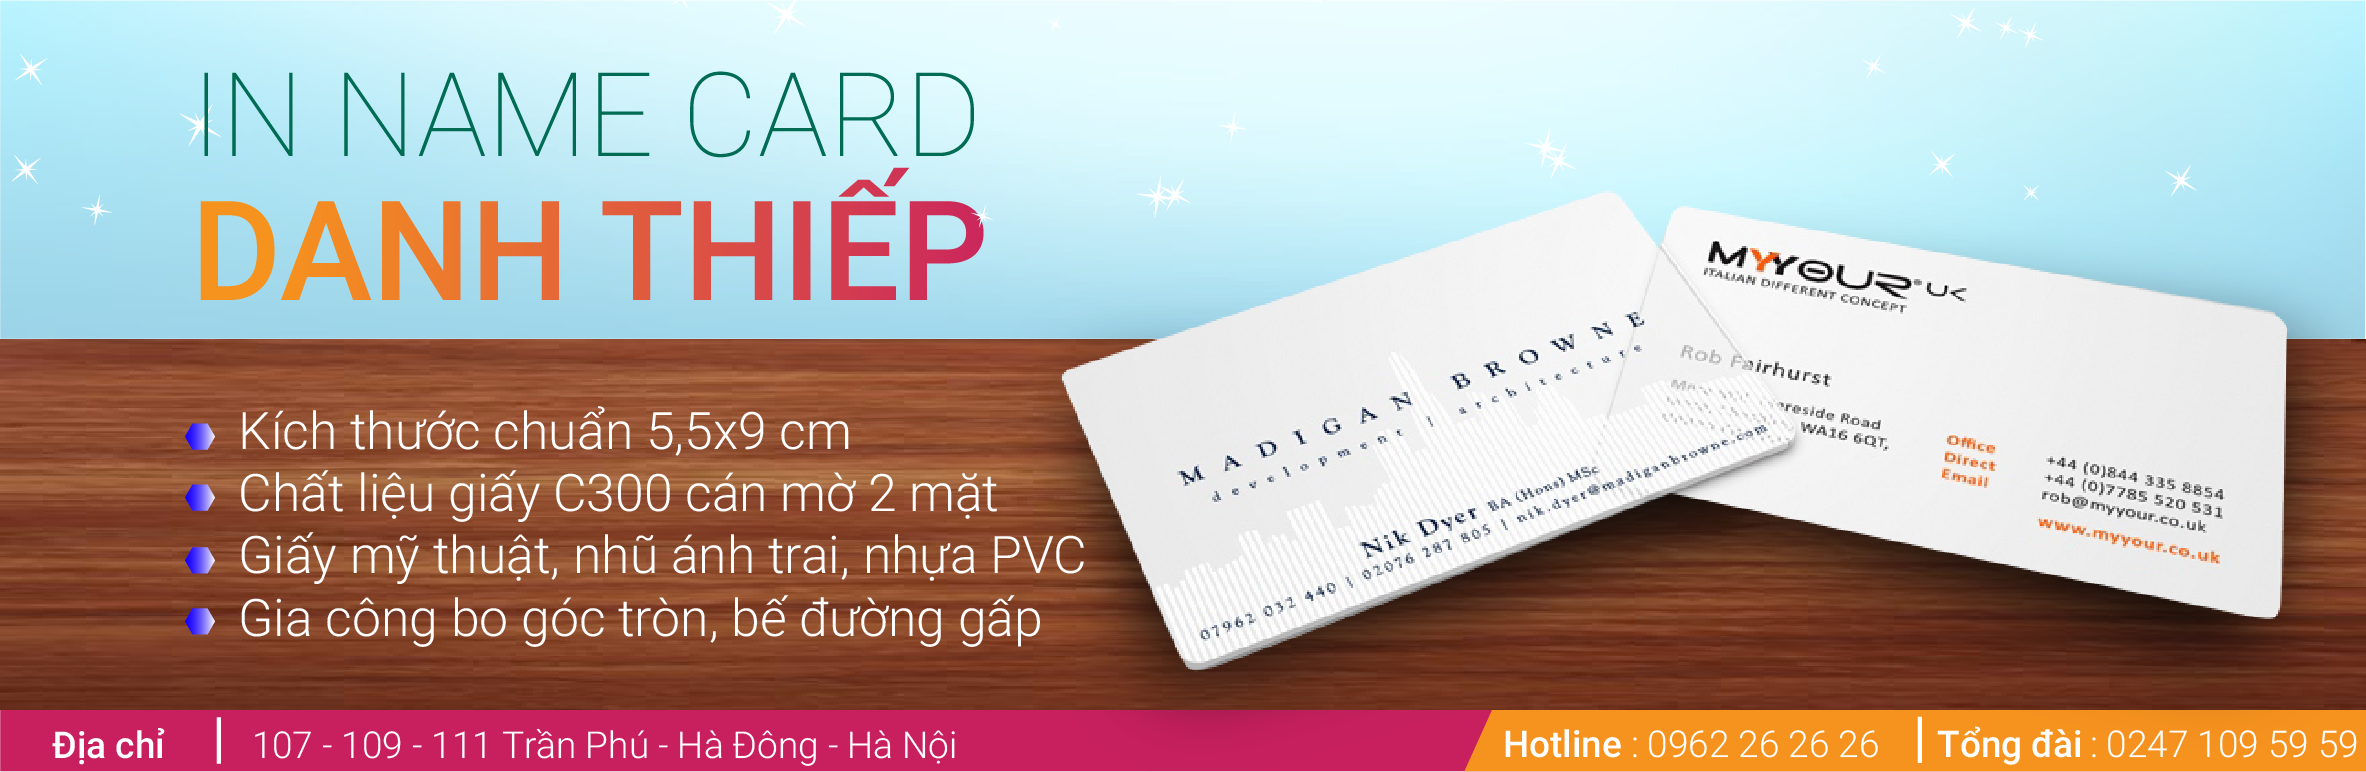 IN NAME CARD
DANH THIẾP
Kích thước chuẩn 5,5x9 cm
Chất liệu giấy C300 cán mờ 2 mặt
Giấy mỹ thuật, nhũ ánh trai, nhựa PVC
Gia công bo góc tròn, bế đường gấp
MADIGAN BROWNE
development | architecture
Nik Dyer BA (Hons) MSc
07962 032 440 | 02076 287 805 | nik.dyer@madiganbrowne.com
MYYOUR® UK
ITALIAN DIFFERENT CONCEPT
Rob Fairhurst
Road
WA16 6QT,
Office +44 (0)844 335 8854
Direct +44 (0)7785 520 531
Email rob@myyour.co.uk
www.myyour.co.uk
Địa chỉ | 107 - 109 - 111 Trần Phú - Hà Đông - Hà Nội
Hotline : 0962 26 26 26 | Tổng đài : 0247 109 59 59